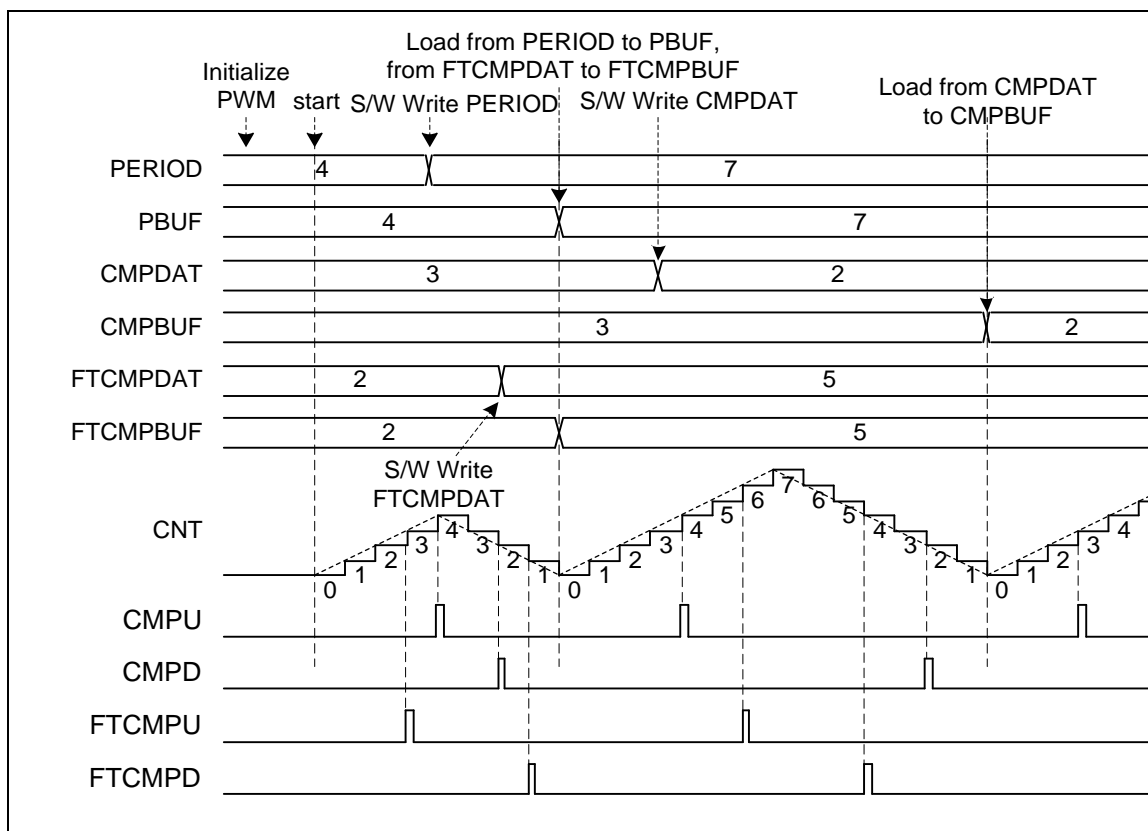 Load from PERIOD to PBUF,
from FTCMPDAT to FTCMPBUF
Initialize
PWM
start
S/W Write PERIOD
S/W Write CMPDAT
Load from CMPDAT
to CMPBUF
PERIOD 4 7
PBUF 4 7
CMPDAT 3 2
CMPBUF 3 2
FTCMPDAT 2 5
FTCMPBUF 2 5
S/W Write
FTCMPDAT
CNT 0 1 2 3 4 3 2 1 0 1 2 3 4 5 6 7 6 5 4 3 2 1 0 1 2 3 4
CMPU
CMPD
FTCMPU
FTCMPD